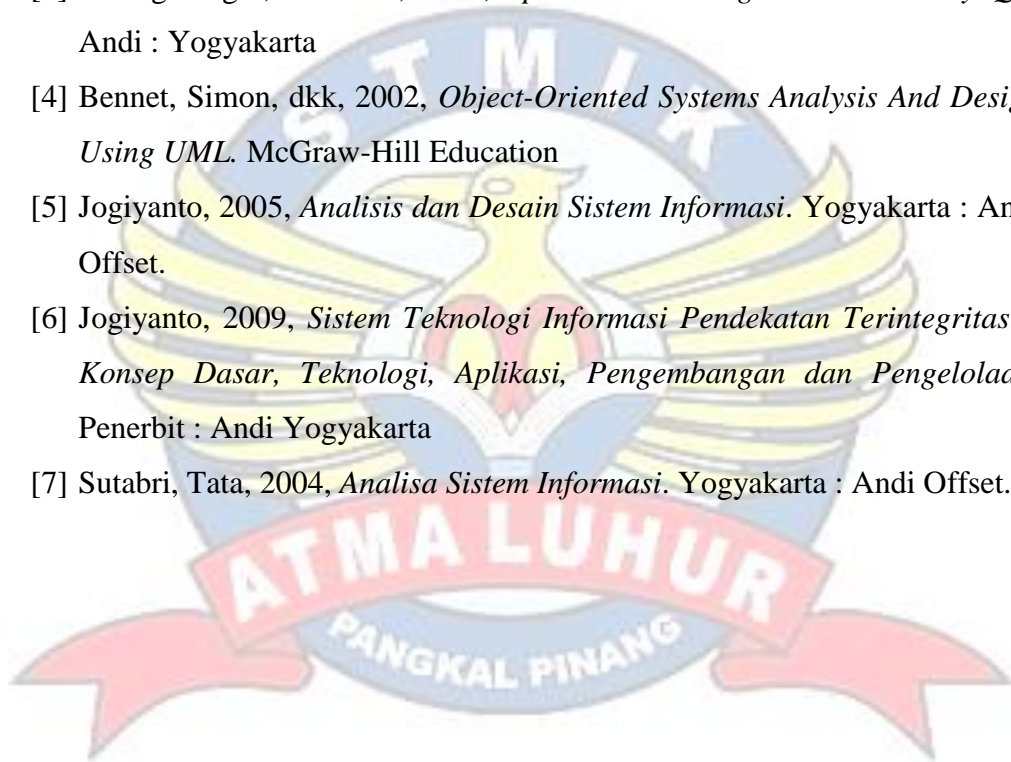 Andi : Yogyakarta
[4] Bennet, Simon, dkk, 2002, Object-Oriented Systems Analysis And Desig
Using UML. McGraw-Hill Education
[5] Jogiyanto, 2005, Analisis dan Desain Sistem Informasi. Yogyakarta : An
Offset.
[6] Jogiyanto, 2009, Sistem Teknologi Informasi Pendekatan Terintegritas
Konsep Dasar, Teknologi, Aplikasi, Pengembangan dan Pengelolaa
Penerbit : Andi Yogyakarta
[7] Sutabri, Tata, 2004, Analisa Sistem Informasi. Yogyakarta : Andi Offset.
STMIK
ATMA LUHUR
PANGKAL PINANG